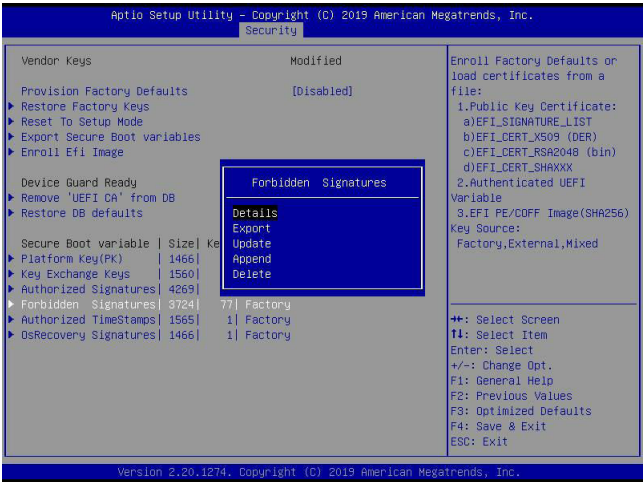 Aptio Setup Utility – Copyright (C) 2019 American Megatrends, Inc.
Security
Vendor Keys Modified
Provision Factory Defaults [Disabled]
Restore Factory Keys
Reset To Setup Mode
Export Secure Boot variables
Enroll Efi Image
Device Guard Ready
Remove 'UEFI CA' from DB
Restore DB defaults
Secure Boot variable | Size| Ke
Platform Key(PK) | 1466|
Key Exchange Keys | 1560|
Authorized Signatures| 4269|
Forbidden Signatures| 3724| 77| Factory
Authorized TimeStamps| 1565| 1| Factory
OsRecovery Signatures| 1466| 1| Factory
Forbidden Signatures
Details
Export
Update
Append
Delete
Enroll Factory Defaults or
load certificates from a
file:
1.Public Key Certificate:
a)EFI_SIGNATURE_LIST
b)EFI_CERT_X509 (DER)
c)EFI_CERT_RSA2048 (bin)
d)EFI_CERT_SHAXXX
2.Authenticated UEFI
Variable
3.EFI PE/COFF Image(SHA256)
Key Source:
Factory,External,Mixed
→←: Select Screen
↑↓: Select Item
Enter: Select
+/-: Change Opt.
F1: General Help
F2: Previous Values
F3: Optimized Defaults
F4: Save & Exit
ESC: Exit
Version 2.20.1274. Copyright (C) 2019 American Megatrends, Inc.